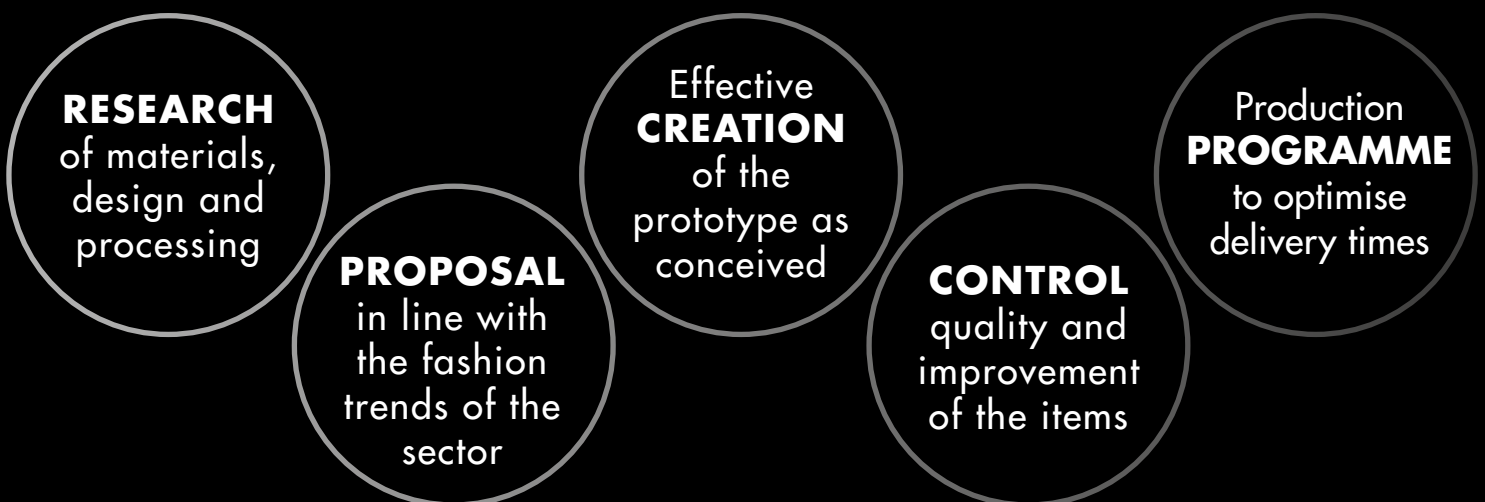 RESEARCH
of materials,
design and
processing
PROPOSAL
in line with
the fashion
trends of the
sector
Effective
CREATION
of the
prototype as
conceived
CONTROL
quality and
improvement
of the items
Production
PROGRAMME
to optimise
delivery times